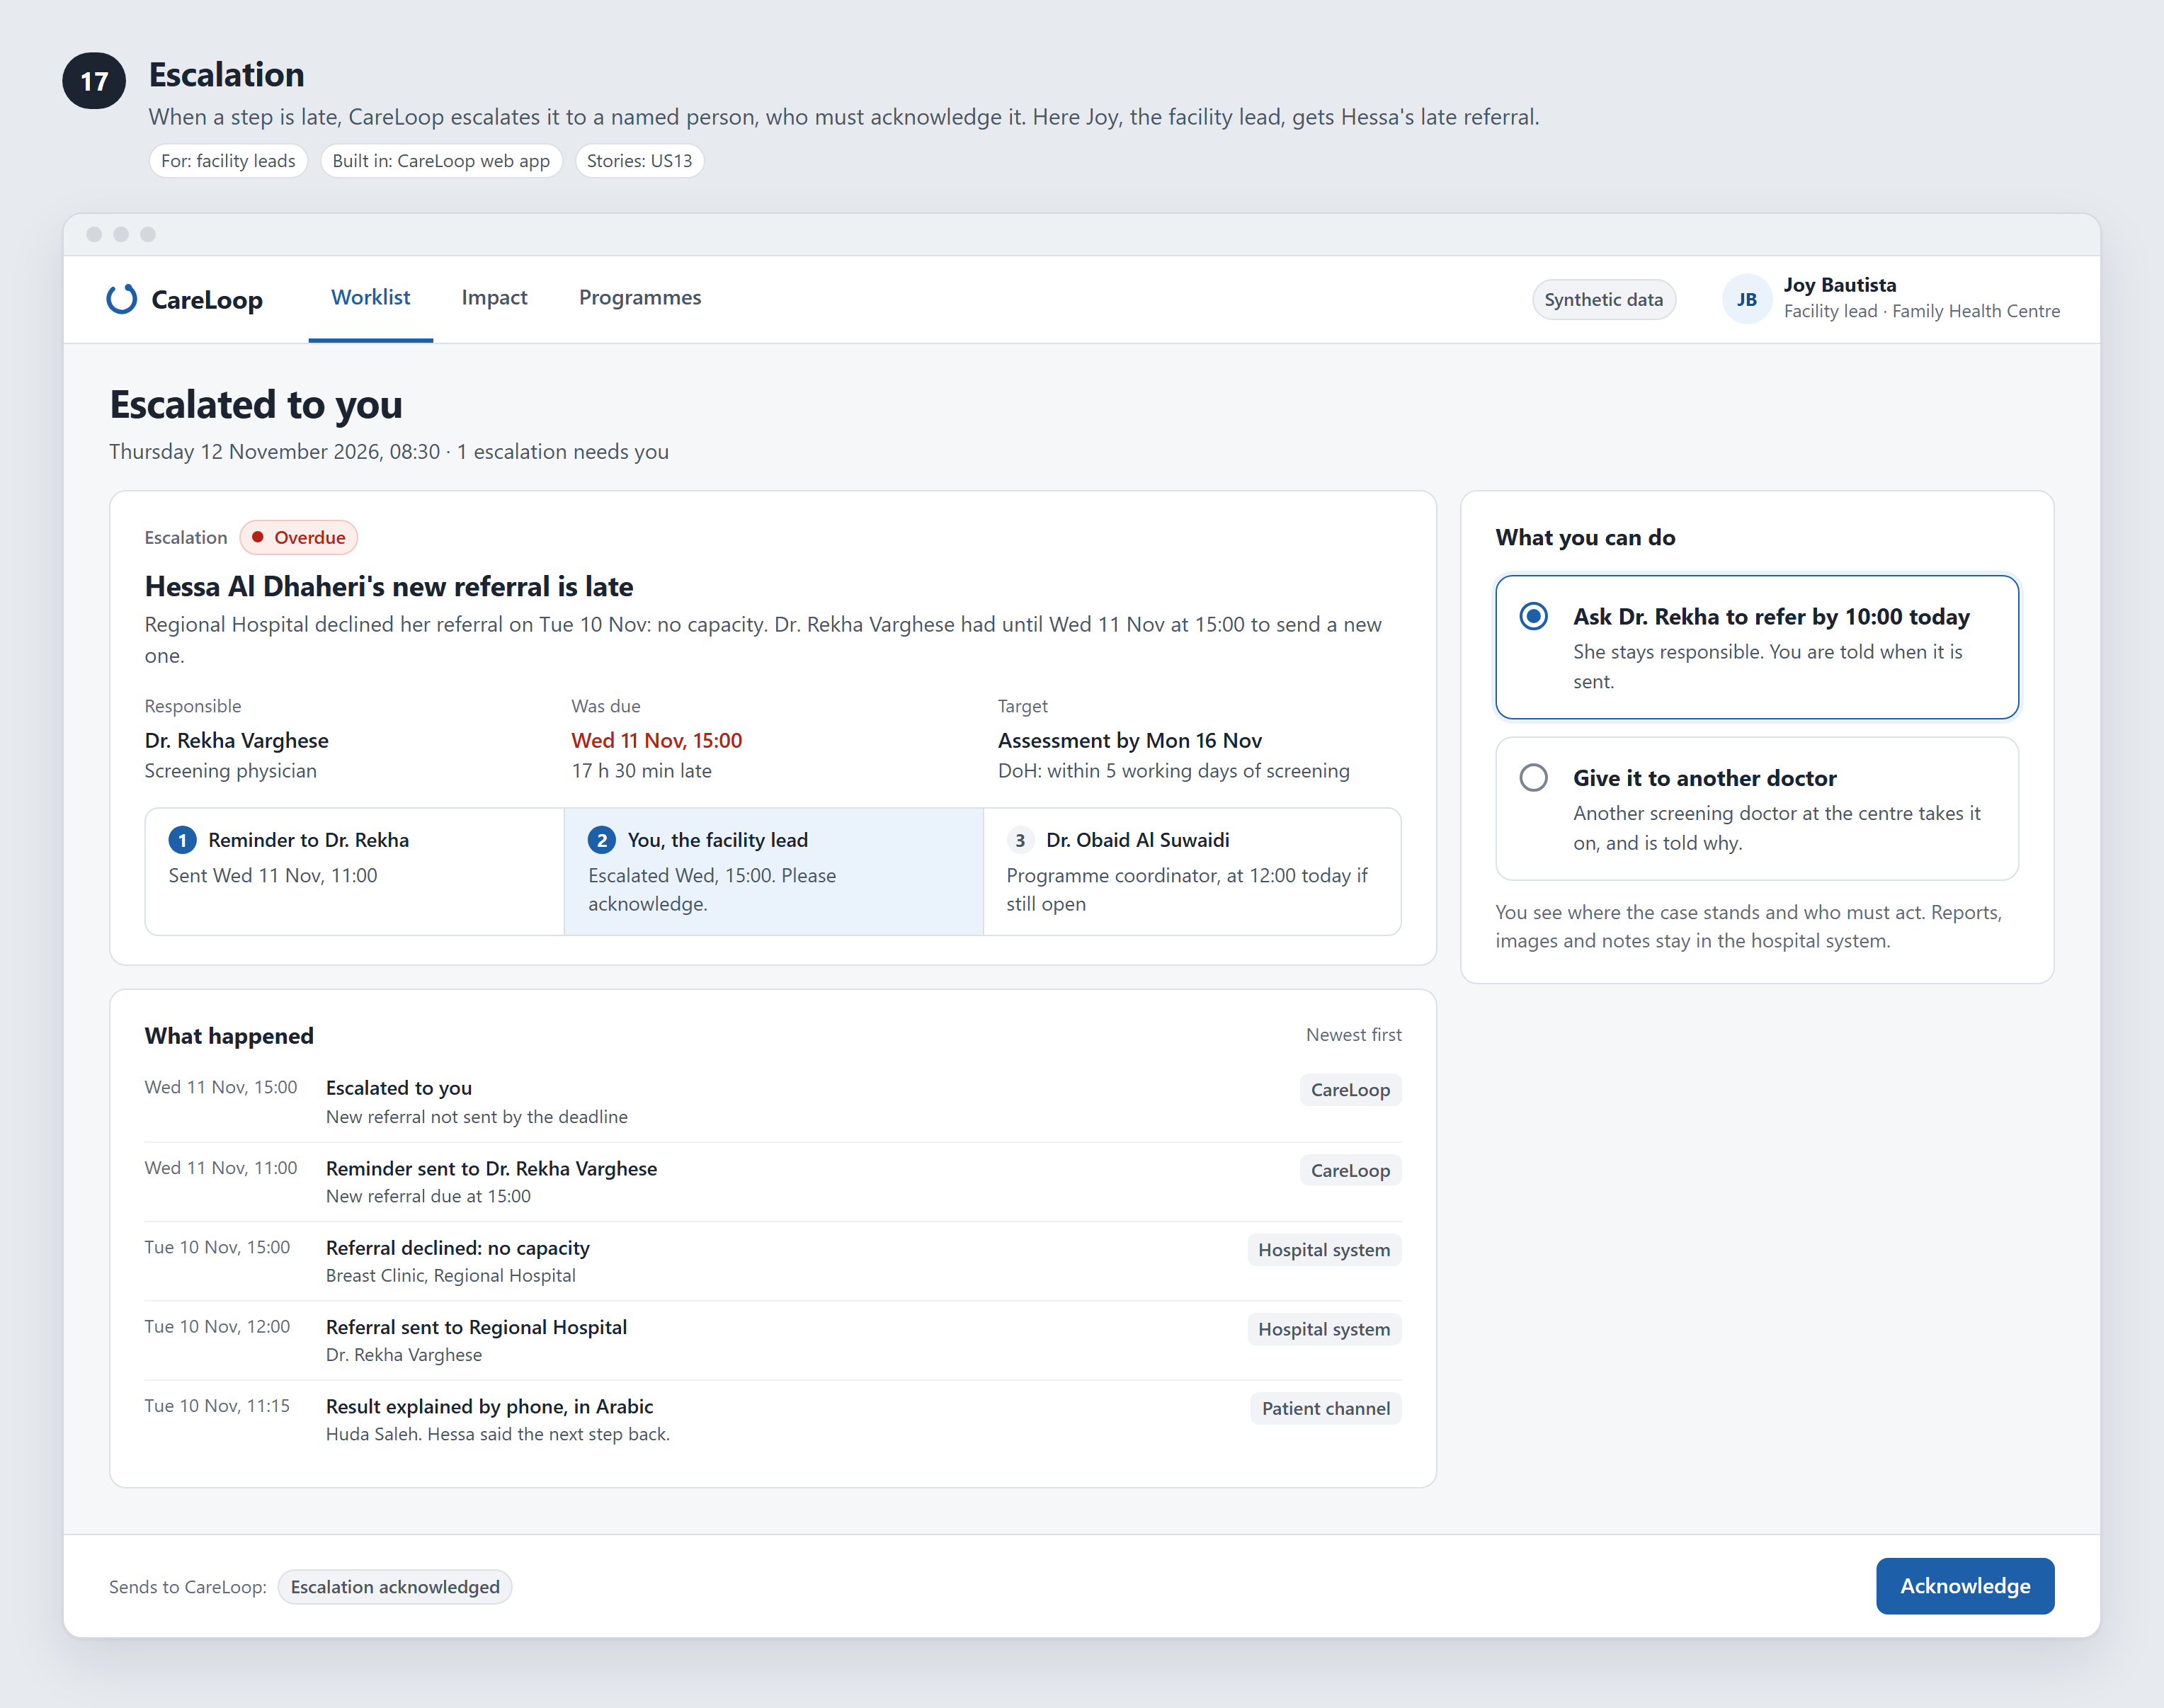 17
Escalation
When a step is late, CareLoop escalates it to a named person, who must acknowledge it. Here Joy, the facility lead, gets Hessa's late referral.
For: facility leads
Built in: CareLoop web app
Stories: US13
CareLoop
Worklist
Impact
Programmes
Synthetic data
JB
Joy Bautista
Facility lead · Family Health Centre
Escalated to you
Thursday 12 November 2026, 08:30 · 1 escalation needs you
Escalation
Overdue
Hessa Al Dhaheri's new referral is late
Regional Hospital declined her referral on Tue 10 Nov: no capacity. Dr. Rekha Varghese had until Wed 11 Nov at 15:00 to send a new
one.
Responsible
Dr. Rekha Varghese
Screening physician
Was due
Wed 11 Nov, 15:00
17 h 30 min late
Target
Assessment by Mon 16 Nov
DoH: within 5 working days of screening
1 Reminder to Dr. Rekha
Sent Wed 11 Nov, 11:00
2 You, the facility lead
Escalated Wed, 15:00. Please
acknowledge.
3 Dr. Obaid Al Suwaidi
Programme coordinator, at 12:00 today if
still open
What you can do
Ask Dr. Rekha to refer by 10:00 today
She stays responsible. You are told when it is
sent.
Give it to another doctor
Another screening doctor at the centre takes it
on, and is told why.
You see where the case stands and who must act. Reports,
images and notes stay in the hospital system.
What happened
Newest first
Wed 11 Nov, 15:00
Escalated to you
New referral not sent by the deadline
CareLoop
Wed 11 Nov, 11:00
Reminder sent to Dr. Rekha Varghese
New referral due at 15:00
CareLoop
Tue 10 Nov, 15:00
Referral declined: no capacity
Breast Clinic, Regional Hospital
Hospital system
Tue 10 Nov, 12:00
Referral sent to Regional Hospital
Dr. Rekha Varghese
Hospital system
Tue 10 Nov, 11:15
Result explained by phone, in Arabic
Huda Saleh. Hessa said the next step back.
Patient channel
Sends to CareLoop:
Escalation acknowledged
Acknowledge